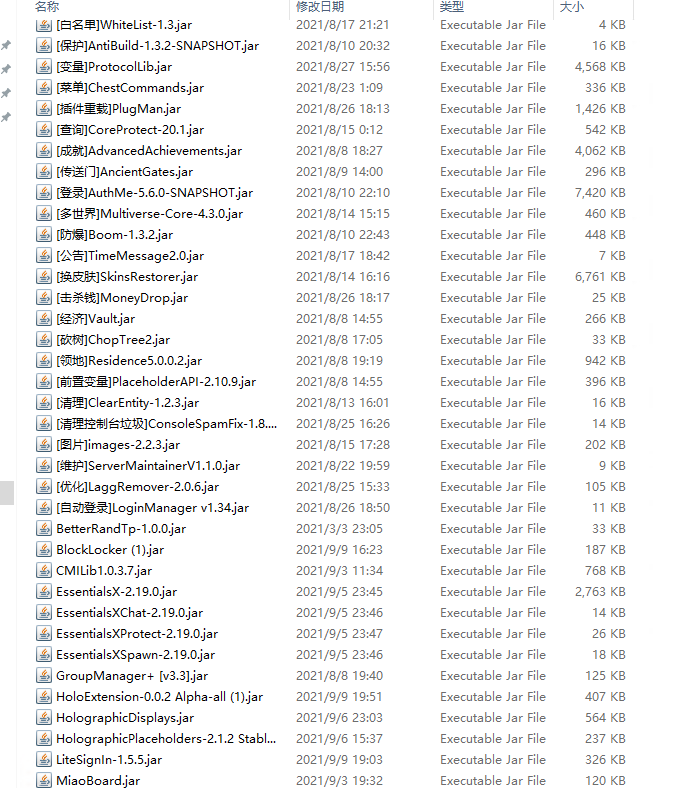 名称 修改日期 类型 大小
[白名单]WhiteList-1.3.jar 2021/8/17 21:21 Executable Jar File 4 KB
[保护]AntiBuild-1.3.2-SNAPSHOT.jar 2021/8/10 20:32 Executable Jar File 16 KB
[变量]ProtocolLib.jar 2021/8/27 15:56 Executable Jar File 4,568 KB
[菜单]ChestCommands.jar 2021/8/23 1:09 Executable Jar File 336 KB
[插件重载]PlugMan.jar 2021/8/26 18:13 Executable Jar File 1,426 KB
[查询]CoreProtect-20.1.jar 2021/8/15 0:12 Executable Jar File 542 KB
[成就]AdvancedAchievements.jar 2021/8/8 18:27 Executable Jar File 4,062 KB
[传送门]AncientGates.jar 2021/8/9 14:00 Executable Jar File 296 KB
[登录]AuthMe-5.6.0-SNAPSHOT.jar 2021/8/10 22:10 Executable Jar File 7,420 KB
[多世界]Multiverse-Core-4.3.0.jar 2021/8/14 15:15 Executable Jar File 460 KB
[防爆]Boom-1.3.2.jar 2021/8/10 22:43 Executable Jar File 448 KB
[公告]TimeMessage2.0.jar 2021/8/17 18:42 Executable Jar File 7 KB
[换皮肤]SkinsRestorer.jar 2021/8/14 16:16 Executable Jar File 6,761 KB
[击杀钱]MoneyDrop.jar 2021/8/26 18:17 Executable Jar File 25 KB
[经济]Vault.jar 2021/8/8 14:55 Executable Jar File 266 KB
[砍树]ChopTree2.jar 2021/8/8 17:05 Executable Jar File 33 KB
[领地]Residence5.0.0.2.jar 2021/8/8 19:19 Executable Jar File 942 KB
[前置变量]PlaceholderAPI-2.10.9.jar 2021/8/8 14:55 Executable Jar File 396 KB
[清理]ClearEntity-1.2.3.jar 2021/8/13 16:01 Executable Jar File 16 KB
[清理控制台垃圾]ConsoleSpamFix-1.8.... 2021/8/25 16:26 Executable Jar File 14 KB
[图片]images-2.2.3.jar 2021/8/15 17:28 Executable Jar File 202 KB
[维护]ServerMaintainerV1.1.0.jar 2021/8/22 19:59 Executable Jar File 9 KB
[优化]LaggRemover-2.0.6.jar 2021/8/25 15:33 Executable Jar File 105 KB
[自动登录]LoginManager v1.34.jar 2021/8/26 18:50 Executable Jar File 11 KB
BetterRandTp-1.0.0.jar 2021/3/3 23:05 Executable Jar File 33 KB
BlockLocker (1).jar 2021/9/9 16:23 Executable Jar File 187 KB
CMILib1.0.3.7.jar 2021/9/3 11:34 Executable Jar File 768 KB
EssentialsX-2.19.0.jar 2021/9/5 23:45 Executable Jar File 2,763 KB
EssentialsXChat-2.19.0.jar 2021/9/5 23:46 Executable Jar File 14 KB
EssentialsXProtect-2.19.0.jar 2021/9/5 23:47 Executable Jar File 26 KB
EssentialsXSpawn-2.19.0.jar 2021/9/5 23:46 Executable Jar File 18 KB
GroupManager+ [v3.3].jar 2021/8/8 19:40 Executable Jar File 125 KB
HoloExtension-0.0.2 Alpha-all (1).jar 2021/9/9 19:51 Executable Jar File 407 KB
HolographicDisplays.jar 2021/9/6 23:03 Executable Jar File 564 KB
HolographicPlaceholders-2.1.2 Stabl... 2021/9/6 15:37 Executable Jar File 237 KB
LiteSignIn-1.5.5.jar 2021/9/9 19:03 Executable Jar File 326 KB
MiaoBoard.jar 2021/9/3 19:32 Executable Jar File 120 KB